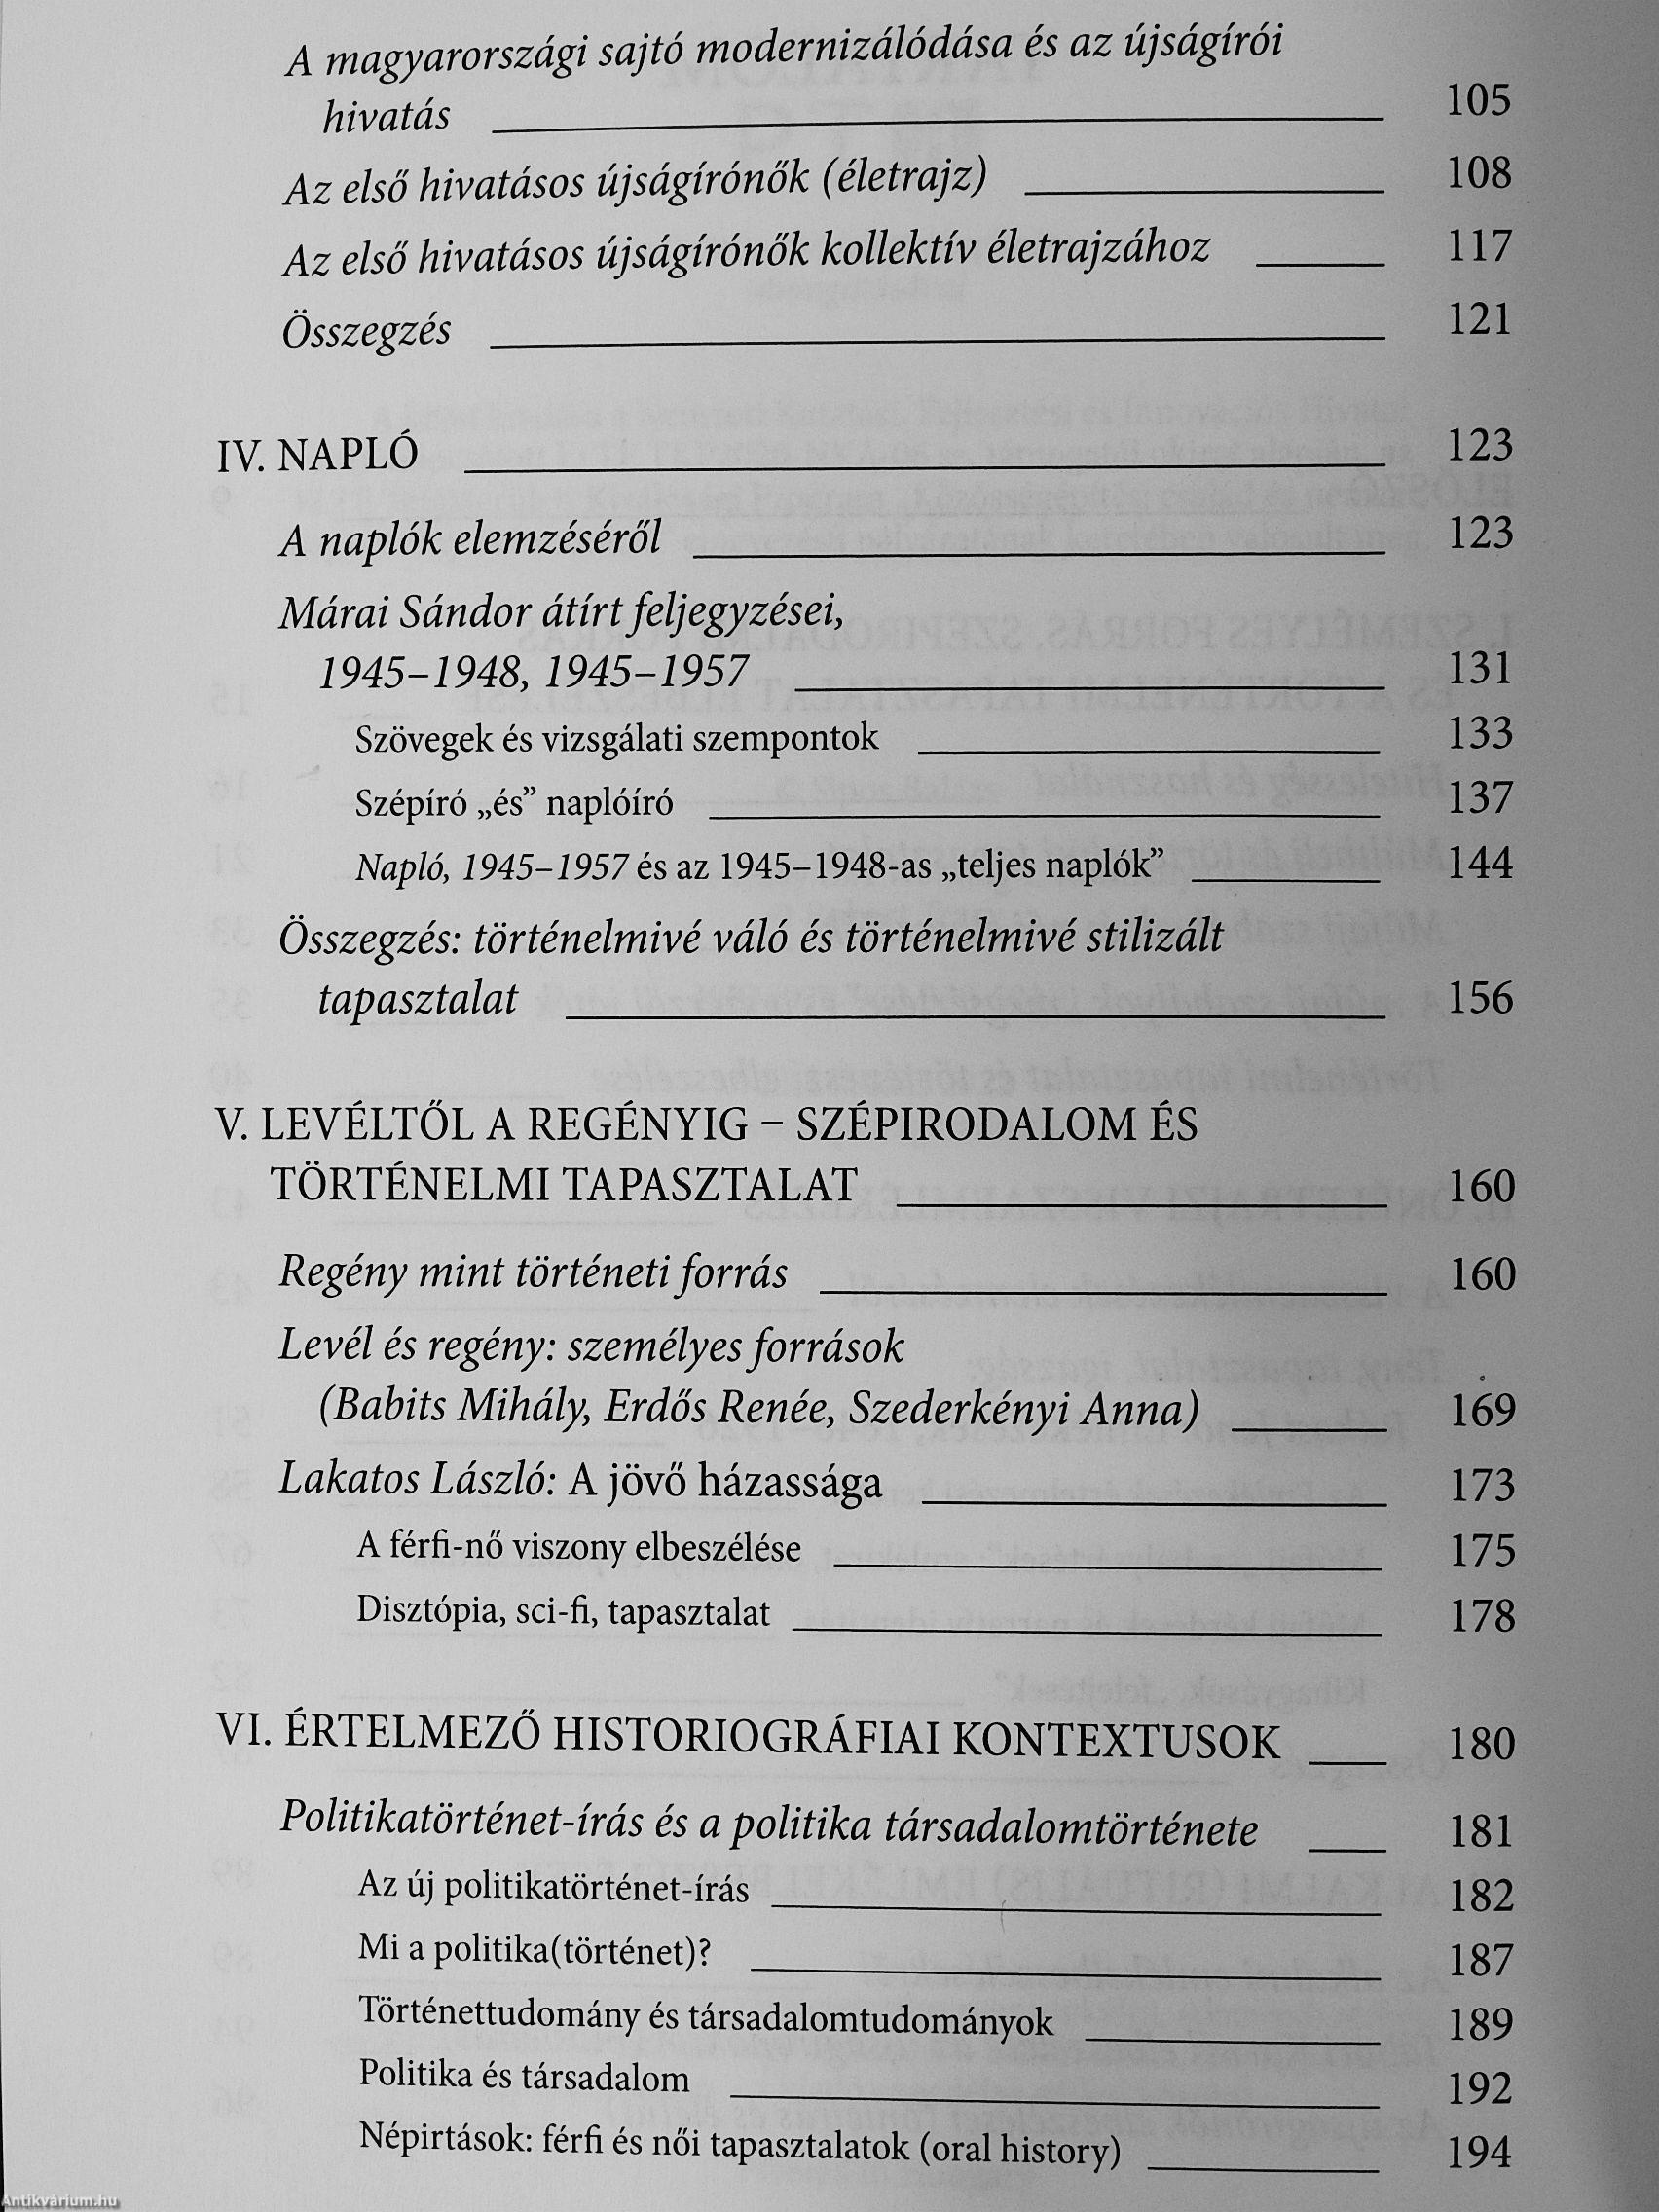 A magyarországi sajtó modernizálódása és az újságírói
hivatás 105
Az első hivatásos újságírónők (életrajz) 108
Az első hivatásos újságírónők kollektív életrajzához 117
Összegzés 121
IV. NAPLÓ 123
A naplók elemzéséről 123
Márai Sándor átírt feljegyzései,
1945–1948, 1945–1957 131
Szövegek és vizsgálati szempontok 133
Szépíró „és” naplóíró 137
Napló, 1945–1957 és az 1945–1948-as „teljes naplók” 144
Összegzés: történelmivé váló és történelmivé stilizált
tapasztalat 156
V. LEVÉLTŐL A REGÉNYIG – SZÉPIRODALOM ÉS
TÖRTÉNELMI TAPASZTALAT 160
Regény mint történeti forrás 160
Levél és regény: személyes források
(Babits Mihály, Erdős Renée, Szederkényi Anna) 169
Lakatos László: A jövő házassága 173
A férfi-nő viszony elbeszélése 175
Disztópia, sci-fi, tapasztalat 178
VI. ÉRTELMEZŐ HISTORIOGRÁFIAI KONTEXTUSOK 180
Politikatörténet-írás és a politika társadalomtörténete 181
Az új politikatörténet-írás 182
Mi a politika(történet)? 187
Történettudomány és társadalomtudományok 189
Politika és társadalom 192
Népirtások: férfi és női tapasztalatok (oral history) 194
Antikvárium.hu